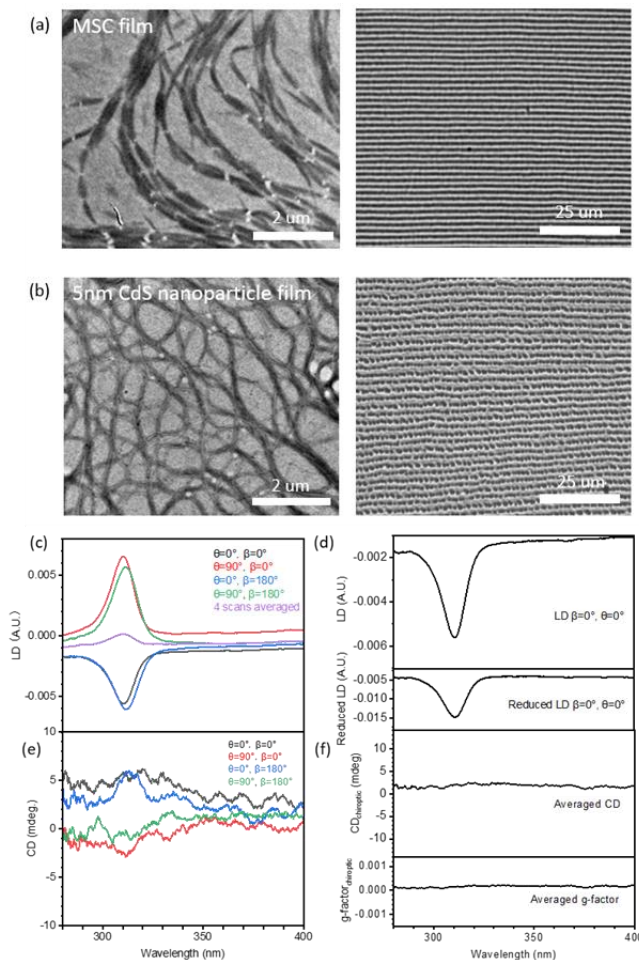 (a)
MSC film
2 um
25 um
(b)
5nm CdS nanoparticle film
2 um
25 um
(c)
θ=0°, β=0°
θ=90°, β=0°
θ=0°, β=180°
θ=90°, β=180°
4 scans averaged
0.005
0.000
-0.005
LD (A.U.)
(d)
-0.002
-0.004
-0.006
LD (A.U.)
LD β=0°, θ=0°
-0.005
-0.010
-0.015
Reduced LD (A.U.)
Reduced LD β=0°, θ=0°
(e)
θ=0°, β=0°
θ=90°, β=0°
θ=0°, β=180°
θ=90°, β=180°
10
5
0
-5
-10
CD (mdeg.)
300
350
400
Wavelength (nm)
(f)
10
5
0
-5
-10
CDchiroptic (mdeg)
Averaged CD
0.001
0.000
-0.001
g-factorchiroptic
Averaged g-factor
300
350
400
Wavelength (nm)